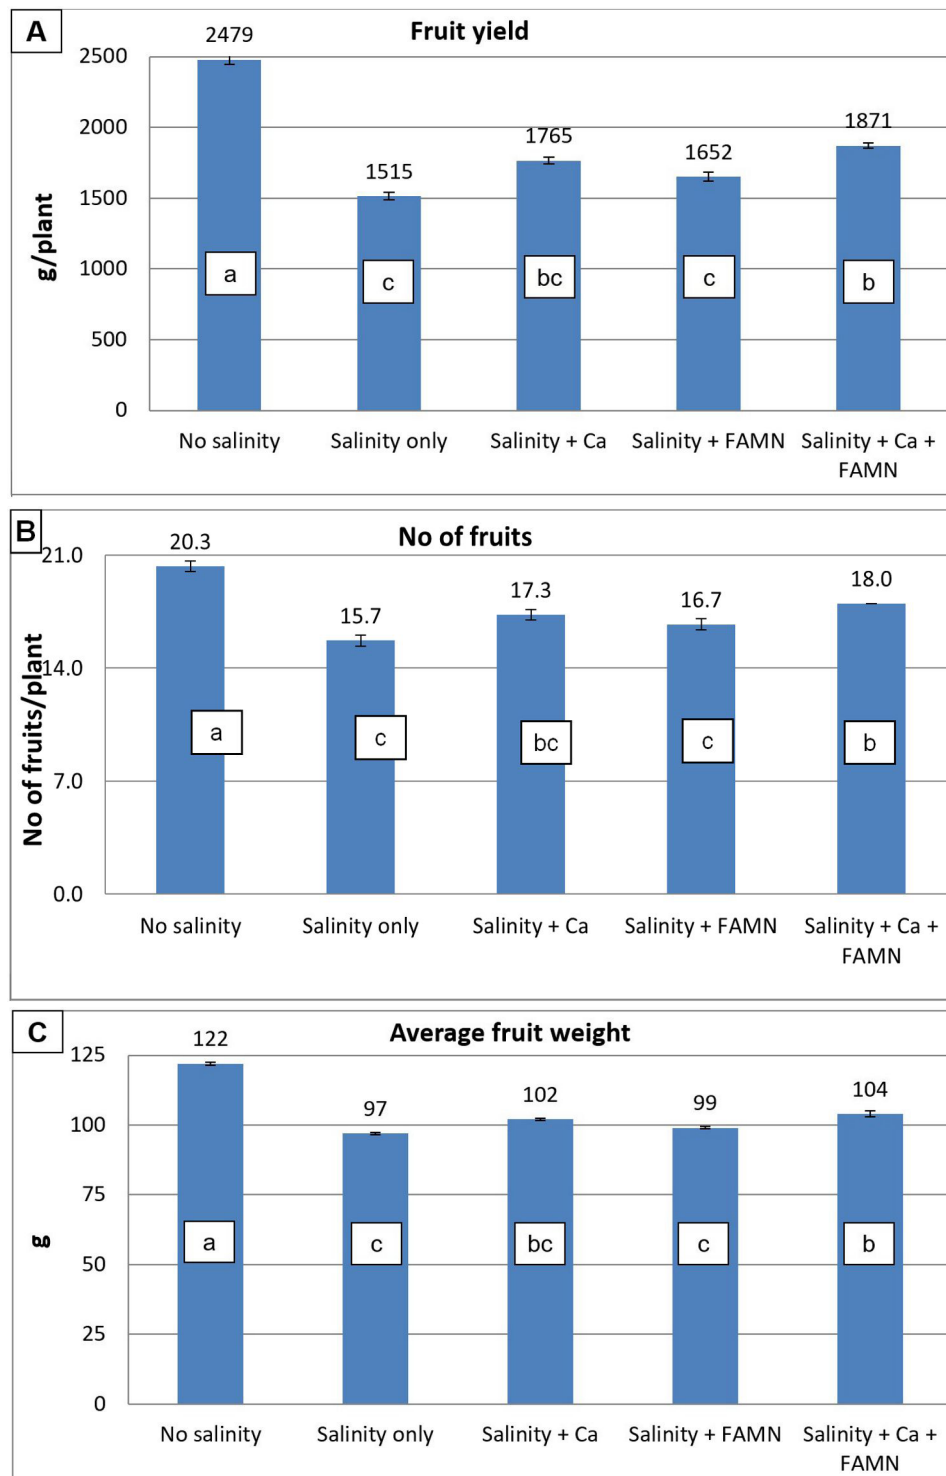 A
Fruit yield
2479
2500
2000
1500
1000
500
0
g/plant
1515
1765
1652
1871
a
c
bc
c
b
No salinity
Salinity only
Salinity + Ca
Salinity + FAMN
Salinity + Ca +
FAMN
B
No of fruits
20.3
21.0
14.0
7.0
0.0
No of fruits/plant
15.7
17.3
16.7
18.0
a
c
bc
c
b
No salinity
Salinity only
Salinity + Ca
Salinity + FAMN
Salinity + Ca +
FAMN
C
Average fruit weight
122
125
100
75
50
25
0
g
97
102
99
104
a
c
bc
c
b
No salinity
Salinity only
Salinity + Ca
Salinity + FAMN
Salinity + Ca +
FAMN